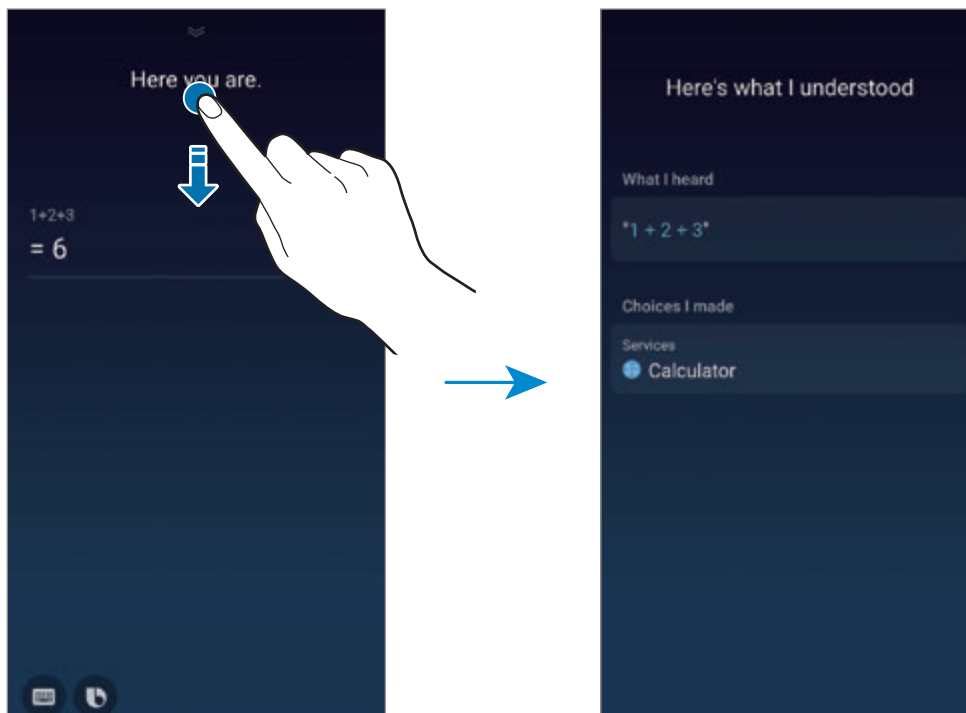 Here you are.
1+2+3
= 6
Here's what I understood
What I heard
"1 + 2 + 3"
Choices I made
Services
Calculator